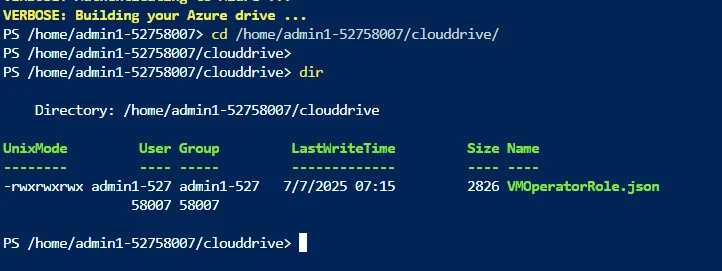 VERBOSE: Building your Azure drive ...
PS /home/admin1-52758007> cd /home/admin1-52758007/clouddrive/
PS /home/admin1-52758007/clouddrive>
PS /home/admin1-52758007/clouddrive> dir
Directory: /home/admin1-52758007/clouddrive
UnixMode User Group LastWriteTime Size Name
-------- ---- ----- ------------- ---- ----
-rwxrwxrwx admin1-527 admin1-527 7/7/2025 07:15 2826 VMOperatorRole.json
58007 58007
PS /home/admin1-52758007/clouddrive>